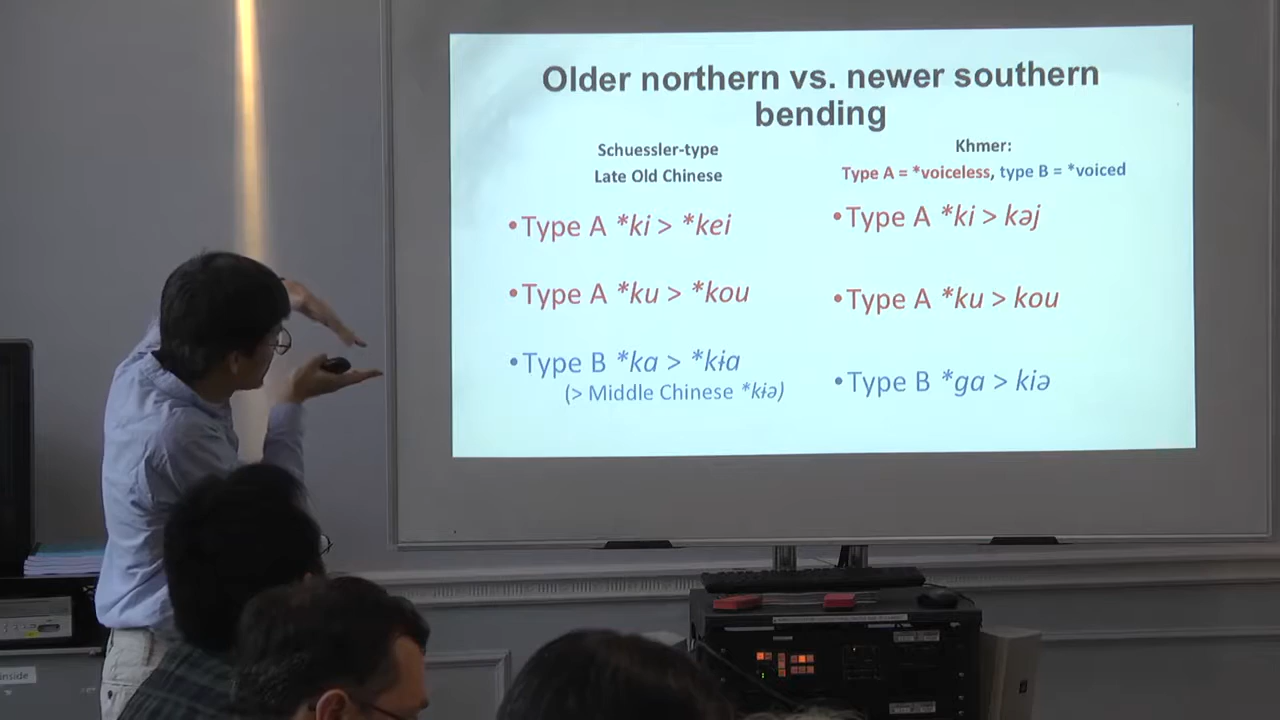 Older northern vs. newer southern
bending
Schuessler-type
Late Old Chinese
•Type A *ki > *kei
•Type A *ku > *kou
•Type B *ka > *kɨa
(> Middle Chinese *kɨə)
Khmer:
Type A = *voiceless, type B = *voiced
•Type A *ki > kəj
•Type A *ku > kou
•Type B *ga > kiə
inside